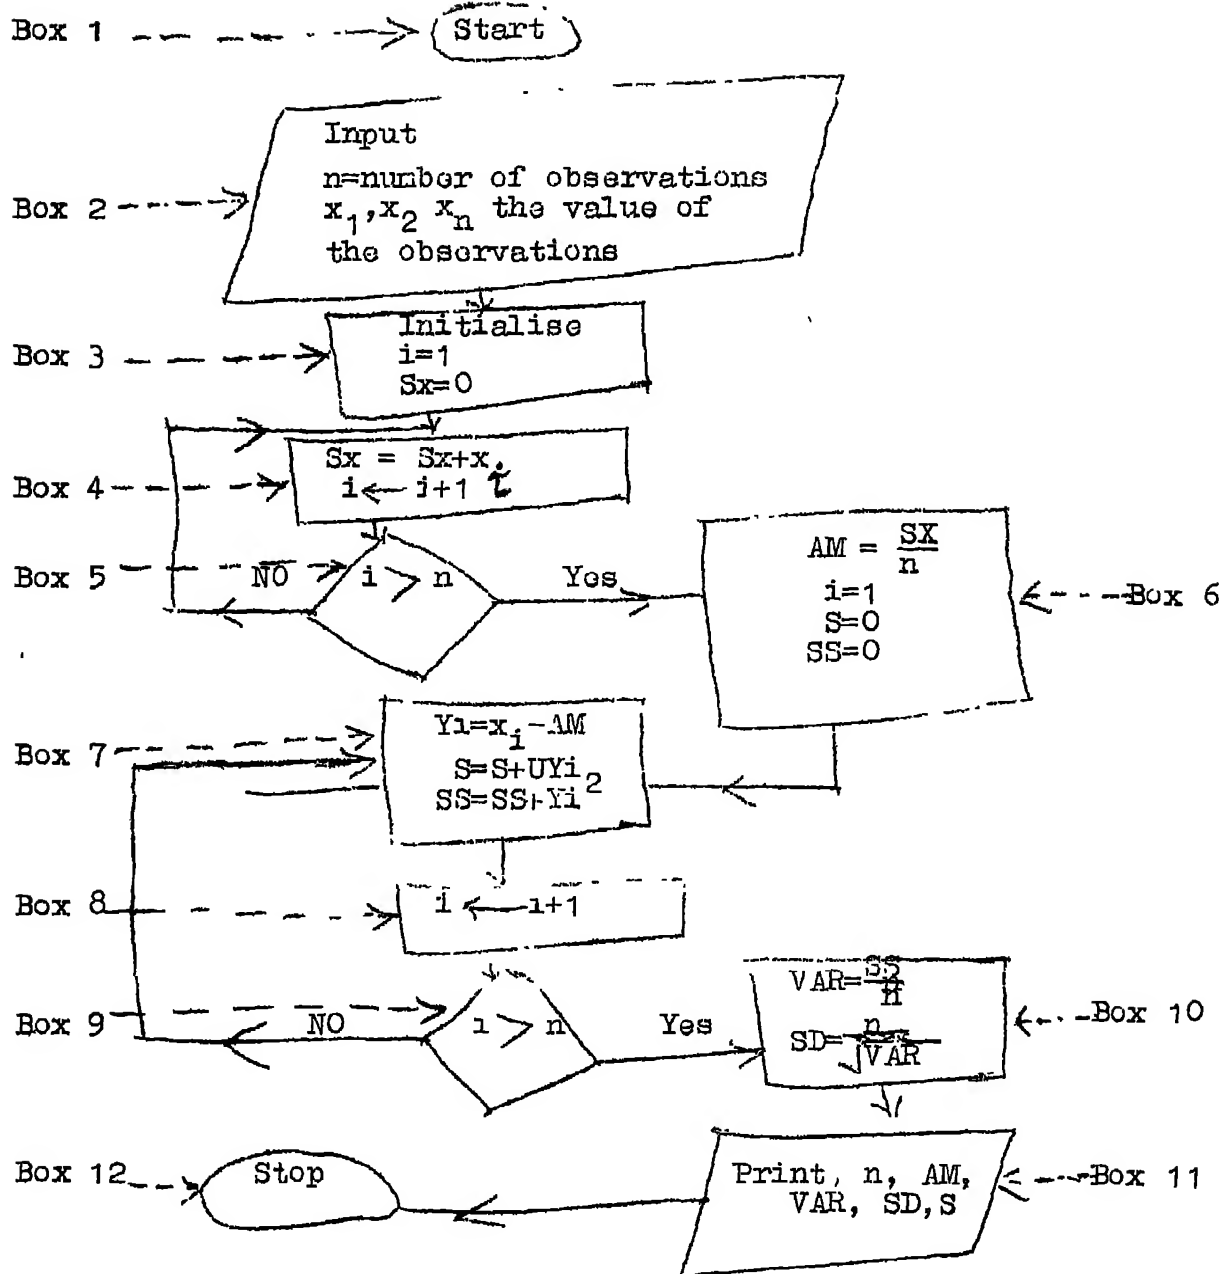 Box 1
Start
Input
n=number of observations
x1,x2 xn the value of
the observations
Box 2
Initialise
i=1
Sx=0
Box 3
Sx = Sx+xi
i← i+1
Box 4
Box 5
NO
i > n
Yes
AM = SX/n
i=1
S=0
SS=0
Box 6
Box 7
Yi=xi-AM
S=S+UYi
SS=SS+Yi2
Box 8
i ← i+1
Box 9
NO
i > n
Yes
VAR=SS/n
SD=√VAR
Box 10
Box 12
Stop
Print, n, AM,
VAR, SD,S
Box 11